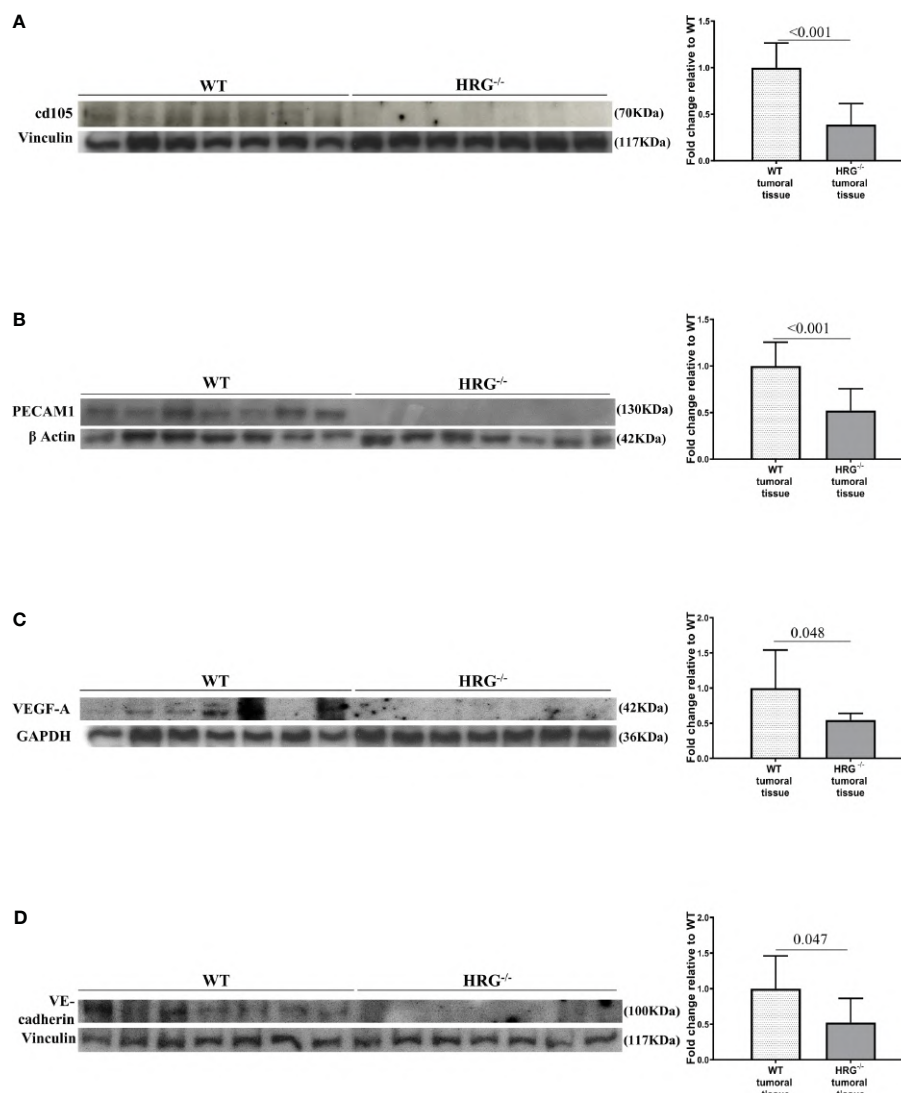 A
WT
HRG-/-
cd105
(70KDa)
Vinculin
(117KDa)
Fold change relative to WT
1.5
1.0
0.5
0.0
<0.001
WT
tumoral
tissue
HRG-/-
tumoral
tissue
B
WT
HRG-/-
PECAM1
(130KDa)
β Actin
(42KDa)
Fold change relative to WT
1.5
1.0
0.5
0.0
<0.001
WT
tumoral
tissue
HRG-/-
tumoral
tissue
C
WT
HRG-/-
VEGF-A
(42KDa)
GAPDH
(36KDa)
Fold change relative to WT
2.0
1.5
1.0
0.5
0.0
0.048
WT
tumoral
tissue
HRG-/-
tumoral
tissue
D
WT
HRG-/-
VE-
cadherin
(100KDa)
Vinculin
(117KDa)
Fold change relative to WT
2.0
1.5
1.0
0.5
0.0
0.047
WT
tumoral
tissue
HRG-/-
tumoral
tissue